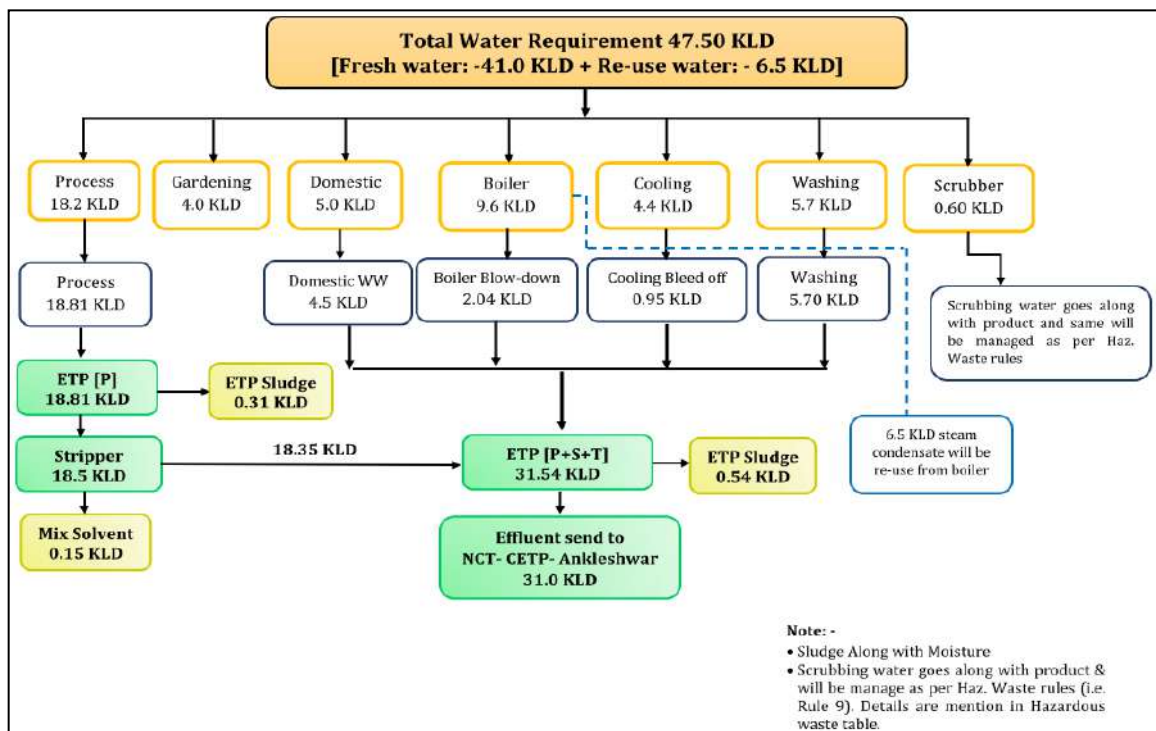 Total Water Requirement 47.50 KLD
[Fresh water: -41.0 KLD + Re-use water: - 6.5 KLD]
Process
18.2 KLD
Gardening
4.0 KLD
Domestic
5.0 KLD
Boiler
9.6 KLD
Cooling
4.4 KLD
Washing
5.7 KLD
Scrubber
0.60 KLD
Process
18.81 KLD
Domestic WW
4.5 KLD
Boiler Blow-down
2.04 KLD
Cooling Bleed off
0.95 KLD
Washing
5.70 KLD
Scrubbing water goes along
with product and same will
be managed as per Haz.
Waste rules
ETP [P]
18.81 KLD
ETP Sludge
0.31 KLD
Stripper
18.5 KLD
18.35 KLD
ETP [P+S+T]
31.54 KLD
ETP Sludge
0.54 KLD
6.5 KLD steam
condensate will be
re-use from boiler
Mix Solvent
0.15 KLD
Effluent send to
NCT- CETP- Ankleshwar
31.0 KLD
Note: -
• Sludge Along with Moisture
• Scrubbing water goes along with product &
will be manage as per Haz. Waste rules (i.e.
Rule 9). Details are mention in Hazardous
waste table.